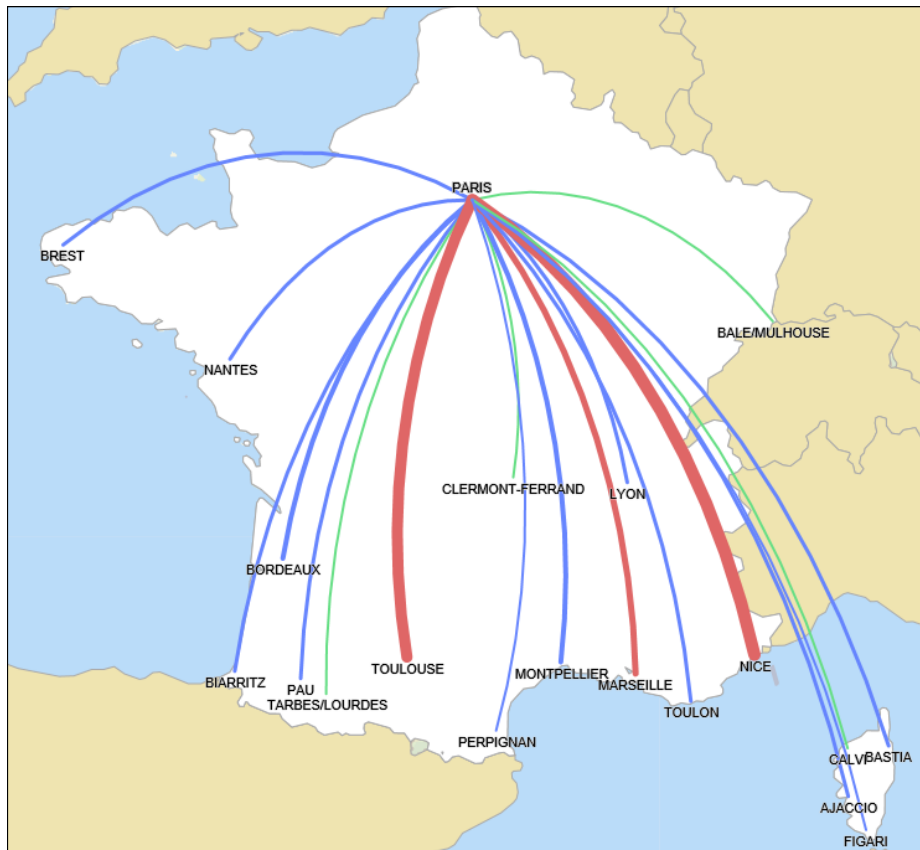 PARIS
BREST
BALE/MULHOUSE
NANTES
CLERMONT-FERRAND
LYON
BORDEAUX
TOULOUSE
NICE
MONTPELLIER
BIARRITZ
MARSEILLE
PAU
TARBES/LOURDES
TOULON
PERPIGNAN
CALVI
BASTIA
AJACCIO
FIGARI